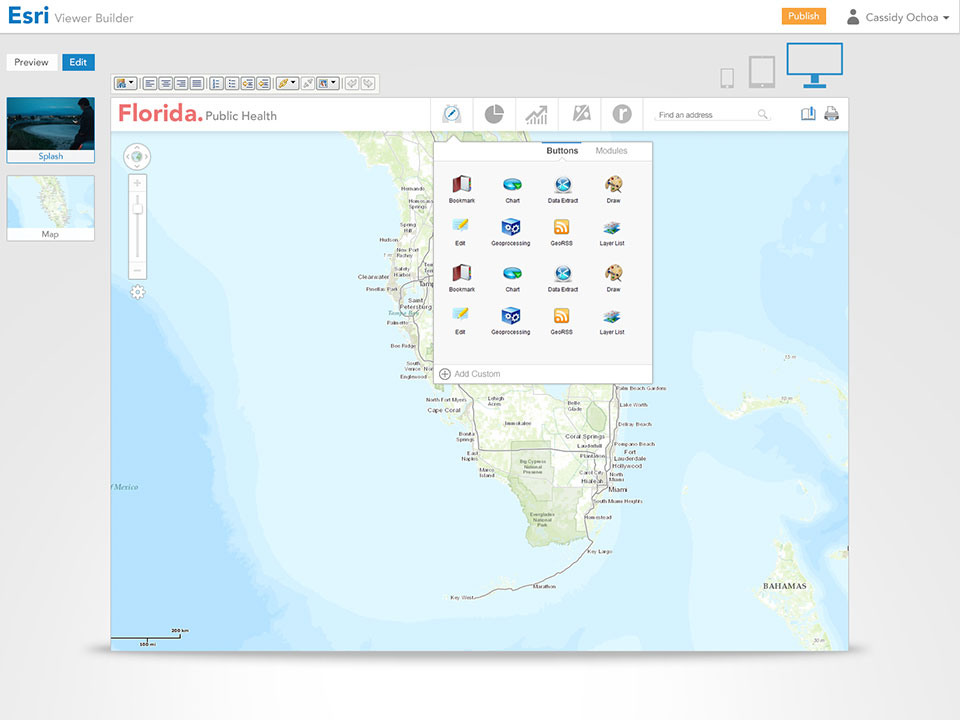 Esri Viewer Builder
Publish
Cassidy Ochoa
Preview
Edit
Splash
Map
Florida. Public Health
Find an address
Buttons
Modules
Bookmark
Chart
Data Extract
Draw
Edit
Geoprocessing
GeoRSS
Layer List
Bookmark
Chart
Data Extract
Draw
Edit
Geoprocessing
GeoRSS
Layer List
Add Custom
Hernando
Spring
Hill
Hudson
New Port
Richey
Clearwater
Safety
Harbor
Pinellas Park
Saint
Petersburg
Tampa Bay
Palmetto
Bee Ridge
South
Venice
Englewood
North Fort Myers
Cape Coral
Lehigh
Acres
Immokalee
Belle
Glade
Palm Beach Gardens
Lake Worth
Delray Beach
Bonita
Springs
Coral Springs
Pompano Beach
Lauderhill
Fort
Lauderdale
Hollywood
Plantation
East
Naples
Marco
Island
Big Cypress
National
Preserve
Carol City
North
Miami
Hialeah
Miami
South Miami Heights
Everglades
National
Park
Homestead
Key Largo
Marathon
Key West
f Mexico
BAHAMAS
200 km
100 mi